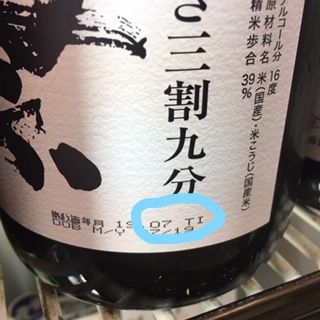 アルコール分 16度
原材料名 米(国産)・米こうじ(国産米)
精米歩合 39%
三割九分
製造年月 19.07 TI
DOB M/Y 7/19